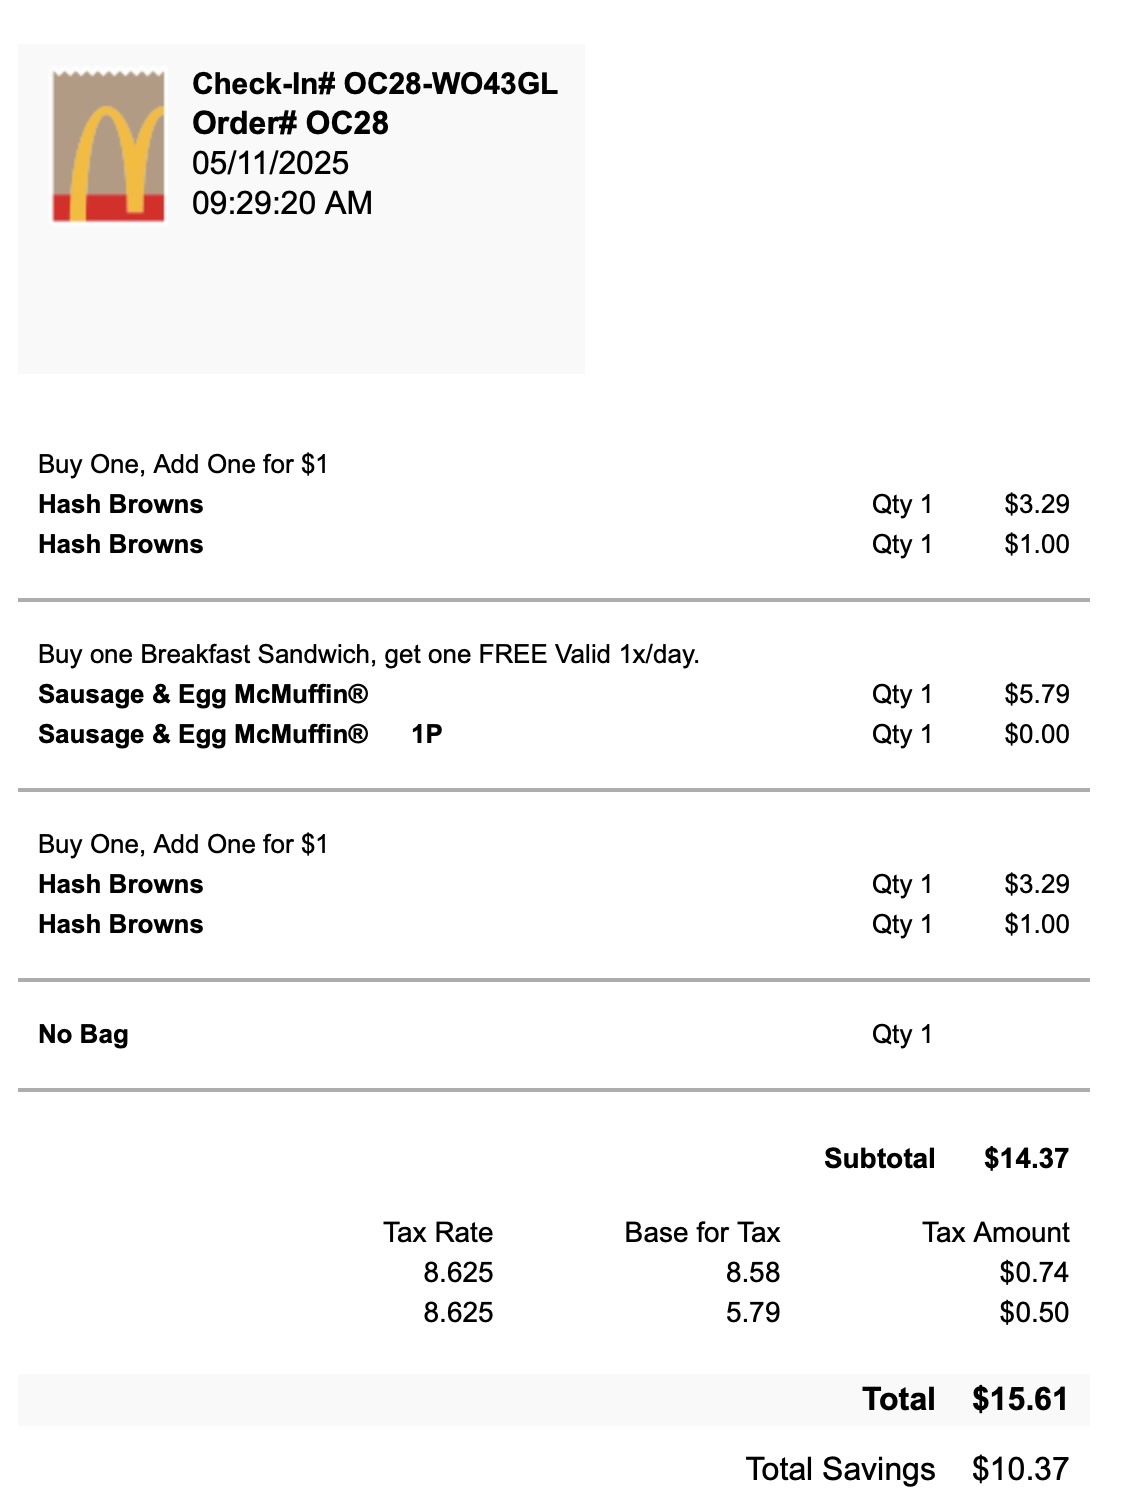 Check-In# OC28-WO43GL
Order# OC28
05/11/2025
09:29:20 AM
Buy One, Add One for $1
Hash Browns Qty 1 $3.29
Hash Browns Qty 1 $1.00
Buy one Breakfast Sandwich, get one FREE Valid 1x/day.
Sausage & Egg McMuffin® Qty 1 $5.79
Sausage & Egg McMuffin® 1P Qty 1 $0.00
Buy One, Add One for $1
Hash Browns Qty 1 $3.29
Hash Browns Qty 1 $1.00
No Bag Qty 1
Subtotal $14.37
Tax Rate Base for Tax Tax Amount
8.625 8.58 $0.74
8.625 5.79 $0.50
Total $15.61
Total Savings $10.37